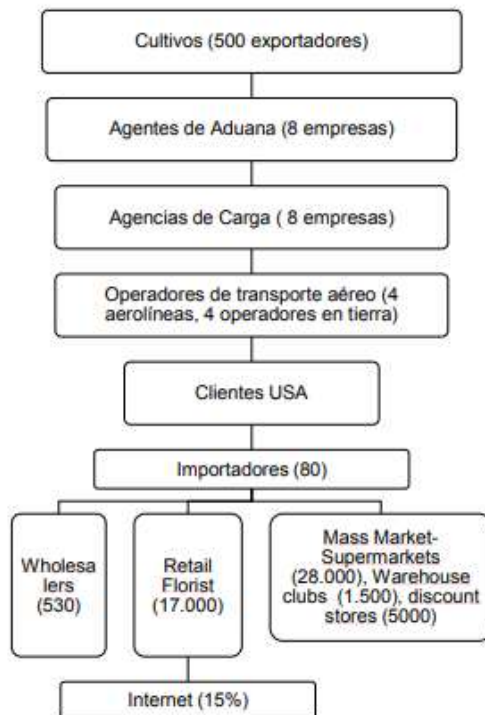 Cultivos (500 exportadores)
Agentes de Aduana (8 empresas)
Agencias de Carga ( 8 empresas)
Operadores de transporte aéreo (4
aerolíneas, 4 operadores en tierra)
Clientes USA
Importadores (80)
Wholesa
lers
(530)
Retail
Florist
(17.000)
Mass Market-
Supermarkets
(28.000), Warehouse
clubs (1.500), discount
stores (5000)
Internet (15%)